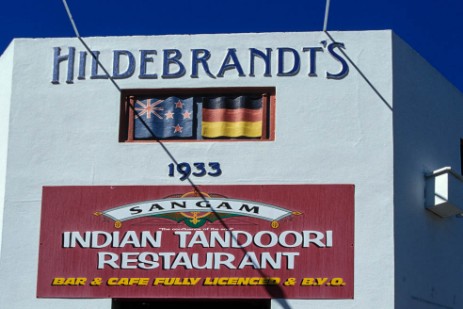 HILDEBRANDT'S
1933
SANGAM
INDIAN TANDOORI
RESTAURANT
BAR & CAFE FULLY LICENCED & B.Y.O.